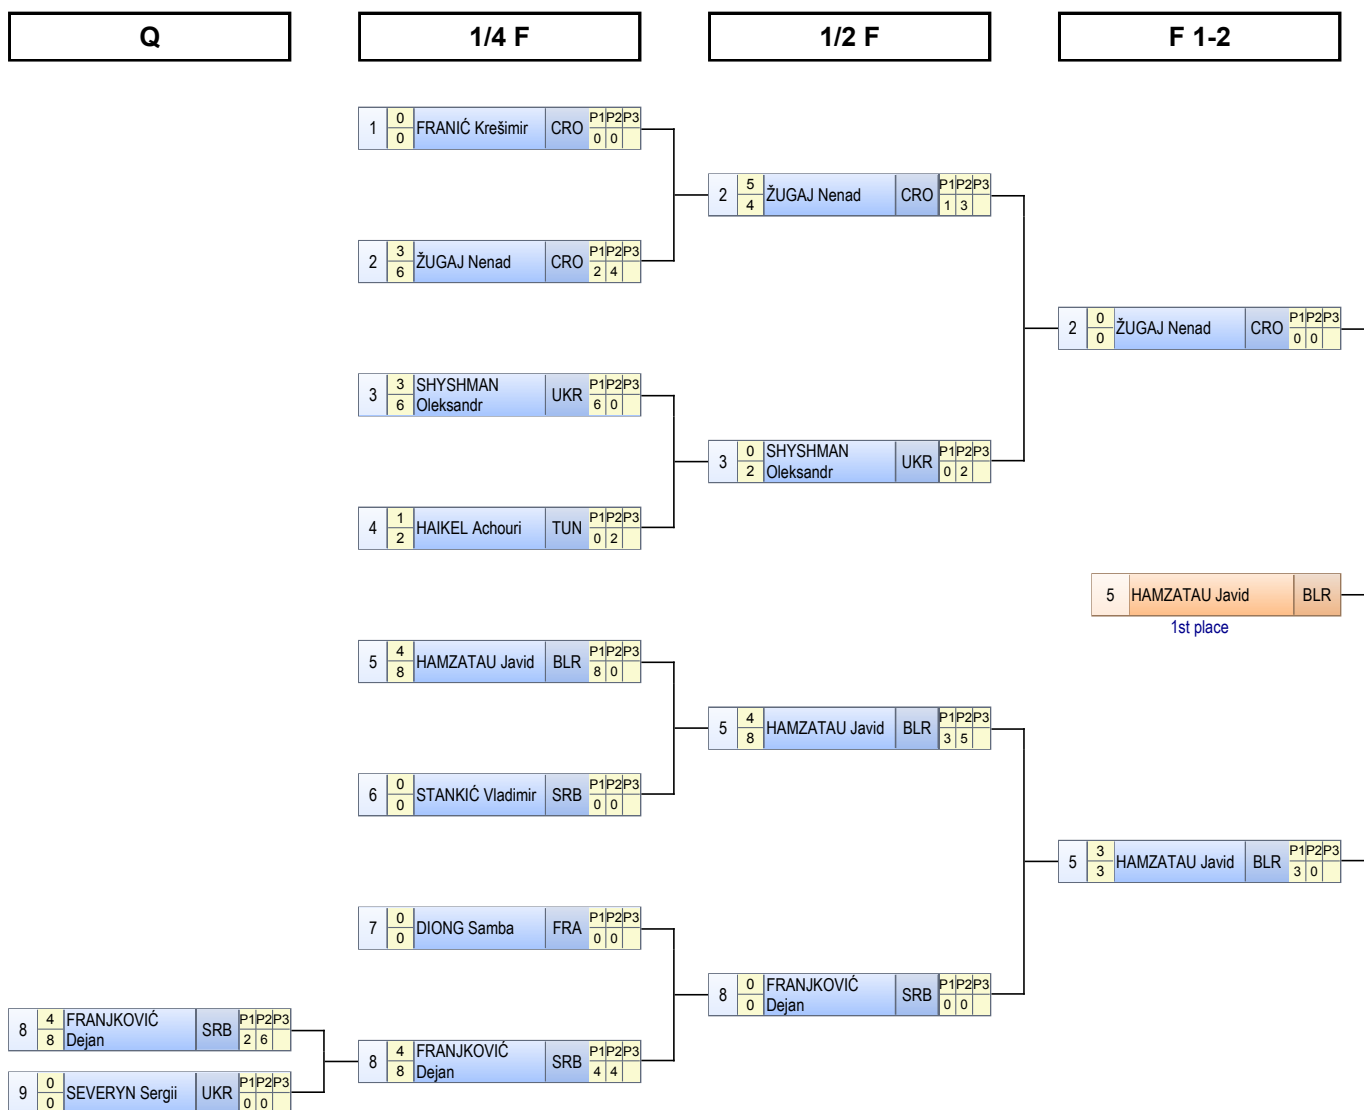 Q 1/4 F 1/2 F F 1-2
1 0 0 FRANIĆ Krešimir CRO P1 P2 P3 0 0
2 5 4 ŽUGAJ Nenad CRO P1 P2 P3 1 3
2 3 6 ŽUGAJ Nenad CRO P1 P2 P3 2 4
2 0 0 ŽUGAJ Nenad CRO P1 P2 P3 0 0
3 3 6 SHYSHMAN
Oleksandr UKR P1 P2 P3 6 0
3 0 2 SHYSHMAN
Oleksandr UKR P1 P2 P3 0 2
4 1 2 HAIKEL Achouri TUN P1 P2 P3 0 2
5 HAMZATAU Javid BLR
1st place
5 4 8 HAMZATAU Javid BLR P1 P2 P3 8 0
5 4 8 HAMZATAU Javid BLR P1 P2 P3 3 5
6 0 0 STANKIĆ Vladimir SRB P1 P2 P3 0 0
5 3 3 HAMZATAU Javid BLR P1 P2 P3 3 0
7 0 0 DIONG Samba FRA P1 P2 P3 0 0
8 0 0 FRANJKOVIĆ
Dejan SRB P1 P2 P3 0 0
8 4 8 FRANJKOVIĆ
Dejan SRB P1 P2 P3 2 6
8 4 8 FRANJKOVIĆ
Dejan SRB P1 P2 P3 4 4
9 0 0 SEVERYN Sergii UKR P1 P2 P3 0 0